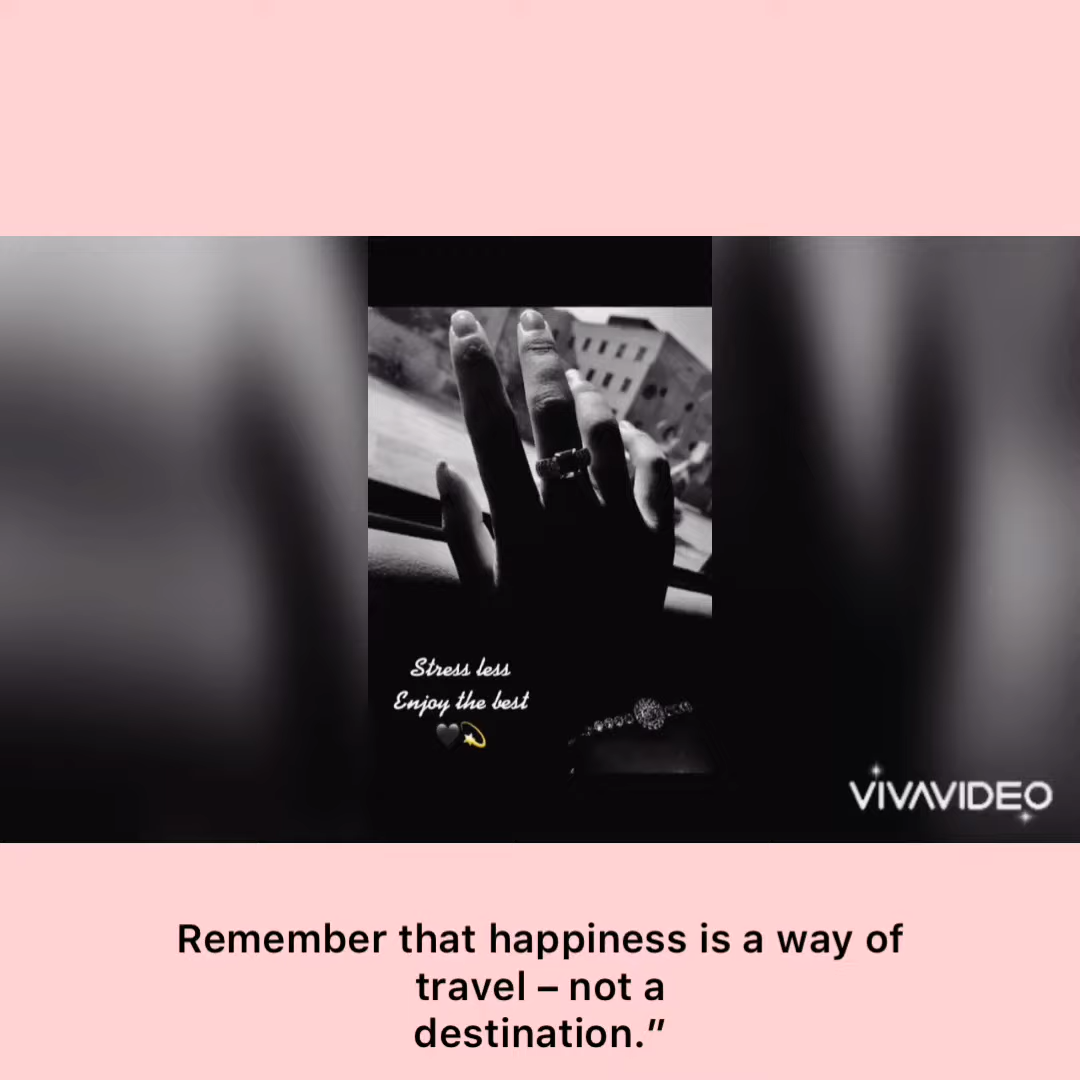 Stress less
Enjoy the best
🖤💫
VIVAVIDEO
Remember that happiness is a way of
travel – not a
destination.”